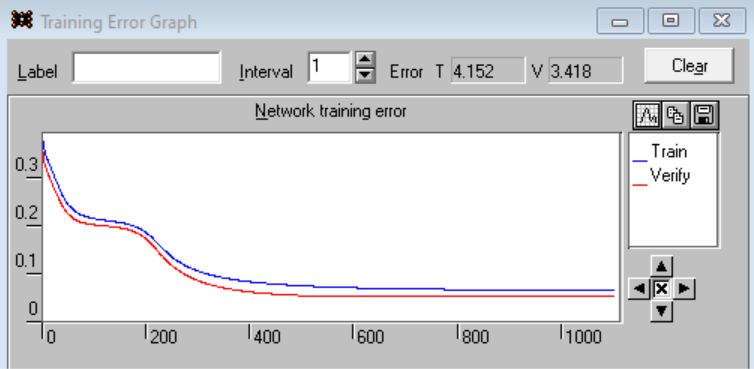 Training Error Graph
Label Interval 1 Error T 4.152 V 3.418 Clear
Network training error
Train
Verify
0.3
0.2
0.1
0
0 200 400 600 800 1000